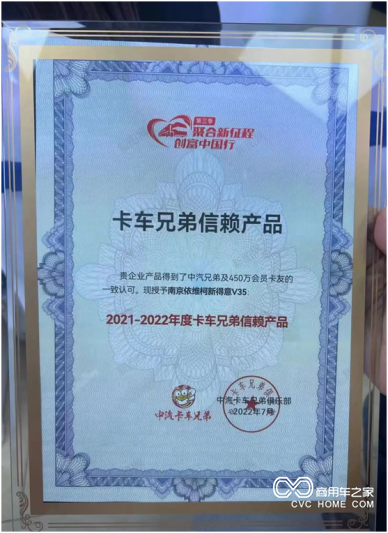 第三季
聚合新征程
创富中国行
卡车兄弟信赖产品
贵企业产品得到了中汽兄弟及450万会员卡友的
一致认可。现授予南京依维柯新得意V35:
2021-2022年度卡车兄弟信赖产品
中汽卡车兄弟
卡车兄弟俱
中汽卡车兄弟俱乐部
2022年7月
商用车之家
CVC HOME COM